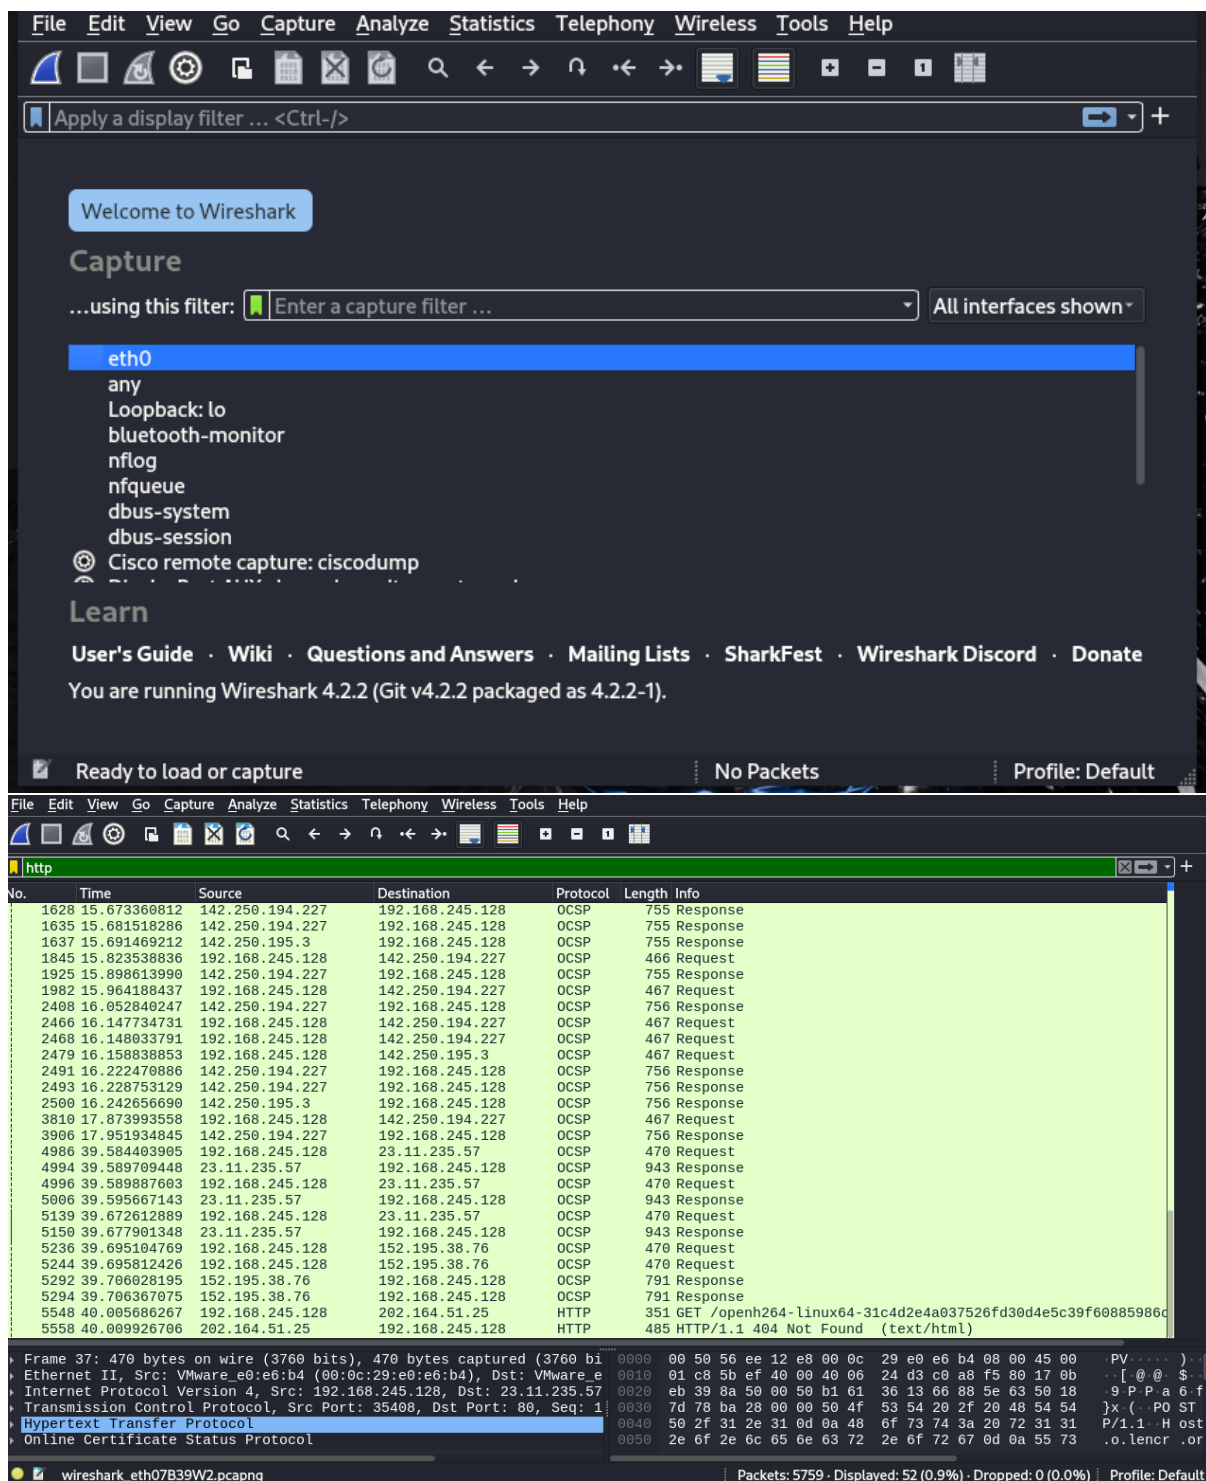 File Edit View Go Capture Analyze Statistics Telephony Wireless Tools Help
Apply a display filter ... <Ctrl-/>
Welcome to Wireshark
Capture
...using this filter: Enter a capture filter ... All interfaces shown
eth0
any
Loopback: lo
bluetooth-monitor
nflog
nfqueue
dbus-system
dbus-session
Cisco remote capture: ciscodump
Learn
User's Guide · Wiki · Questions and Answers · Mailing Lists · SharkFest · Wireshark Discord · Donate
You are running Wireshark 4.2.2 (Git v4.2.2 packaged as 4.2.2-1).
Ready to load or capture No Packets Profile: Default
File Edit View Go Capture Analyze Statistics Telephony Wireless Tools Help
http
No. Time Source Destination Protocol Length Info
1628 15.673360812 142.250.194.227 192.168.245.128 OCSP 755 Response
1635 15.681518286 142.250.194.227 192.168.245.128 OCSP 755 Response
1637 15.691469212 142.250.195.3 192.168.245.128 OCSP 755 Response
1845 15.823538836 192.168.245.128 142.250.194.227 OCSP 466 Request
1925 15.898613990 142.250.194.227 192.168.245.128 OCSP 755 Response
1982 15.964188437 192.168.245.128 142.250.194.227 OCSP 467 Request
2408 16.052840247 142.250.194.227 192.168.245.128 OCSP 756 Response
2466 16.147734731 192.168.245.128 142.250.194.227 OCSP 467 Request
2468 16.148033791 192.168.245.128 142.250.194.227 OCSP 467 Request
2479 16.158838853 192.168.245.128 142.250.195.3 OCSP 467 Request
2491 16.222470886 142.250.194.227 192.168.245.128 OCSP 756 Response
2493 16.228753129 142.250.194.227 192.168.245.128 OCSP 756 Response
2500 16.242656690 142.250.195.3 192.168.245.128 OCSP 756 Response
3810 17.873993558 192.168.245.128 142.250.194.227 OCSP 467 Request
3906 17.951934845 142.250.194.227 192.168.245.128 OCSP 756 Response
4986 39.584403905 192.168.245.128 23.11.235.57 OCSP 470 Request
4994 39.589709448 23.11.235.57 192.168.245.128 OCSP 943 Response
4996 39.589887603 192.168.245.128 23.11.235.57 OCSP 470 Request
5006 39.595667143 23.11.235.57 192.168.245.128 OCSP 943 Response
5139 39.672612889 192.168.245.128 23.11.235.57 OCSP 470 Request
5150 39.677901348 23.11.235.57 192.168.245.128 OCSP 943 Response
5236 39.695104769 192.168.245.128 152.195.38.76 OCSP 470 Request
5244 39.695812426 192.168.245.128 152.195.38.76 OCSP 470 Request
5292 39.706028195 152.195.38.76 192.168.245.128 OCSP 791 Response
5294 39.706367075 152.195.38.76 192.168.245.128 OCSP 791 Response
5548 40.005686267 192.168.245.128 202.164.51.25 HTTP 351 GET /openh264-linux64-31c4d2e4a037526fd30d4e5c39f60885986c
5558 40.009926706 202.164.51.25 192.168.245.128 HTTP 485 HTTP/1.1 404 Not Found (text/html)
Frame 37: 470 bytes on wire (3760 bits), 470 bytes captured (3760 bi 0000 00 50 56 ee 12 e8 00 0c 29 e0 e6 b4 08 00 45 00 ·PV·····)·
Ethernet II, Src: VMware_e0:e6:b4 (00:0c:29:e0:e6:b4), Dst: VMware_e 0010 01 c8 5b ef 40 00 40 06 24 d3 c0 a8 f5 80 17 0b ··[·@·@· $·
Internet Protocol Version 4, Src: 192.168.245.128, Dst: 23.11.235.57 0020 eb 39 8a 50 00 50 b1 61 36 13 66 88 5e 63 50 18 ·9·P·P·a 6·f
Transmission Control Protocol, Src Port: 35408, Dst Port: 80, Seq: 1 0030 7d 78 ba 28 00 00 50 4f 53 54 20 2f 20 48 54 54 }x·(··PO ST
Hypertext Transfer Protocol 0040 50 2f 31 2e 31 0d 0a 48 6f 73 74 3a 20 72 31 31 P/1.1··H ost
Online Certificate Status Protocol 0050 2e 6f 2e 6c 65 6e 63 72 2e 6f 72 67 0d 0a 55 73 .o.lencr .or
wireshark_eth07B39W2.pcapng Packets: 5759 · Displayed: 52 (0.9%) · Dropped: 0 (0.0%) Profile: Default